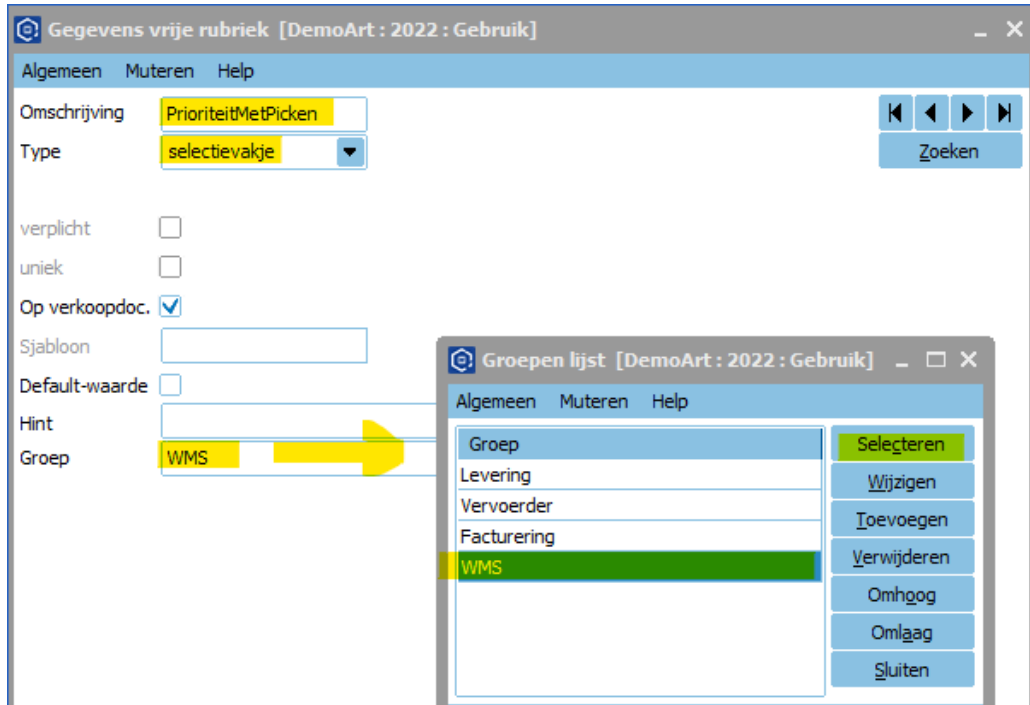 Gegevens vrije rubriek [DemoArt : 2022 : Gebruik]
Algemeen Muteren Help
Omschrijving PrioriteitMetPicken
Type selectievakje
Zoeken
verplicht
uniek
Op verkoopdoc.
Sjabloon
Default-waarde
Hint
Groep WMS
Groepen lijst [DemoArt : 2022 : Gebruik]
Algemeen Muteren Help
Groep
Levering
Vervoerder
Facturering
WMS
Selecteren
Wijzigen
Toevoegen
Verwijderen
Omhoog
Omlaag
Sluiten